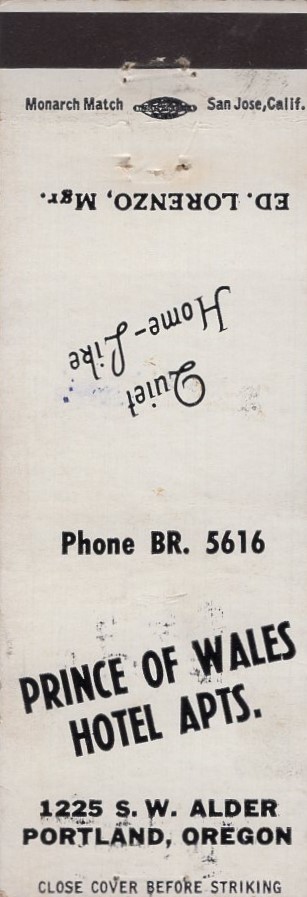 Monarch Match San Jose, Calif.
Quiet
Home-Like
ED. LORENZO, Mgr.
Phone BR. 5616
PRINCE OF WALES
HOTEL APTS.
1225 S. W. ALDER
PORTLAND, OREGON
CLOSE COVER BEFORE STRIKING